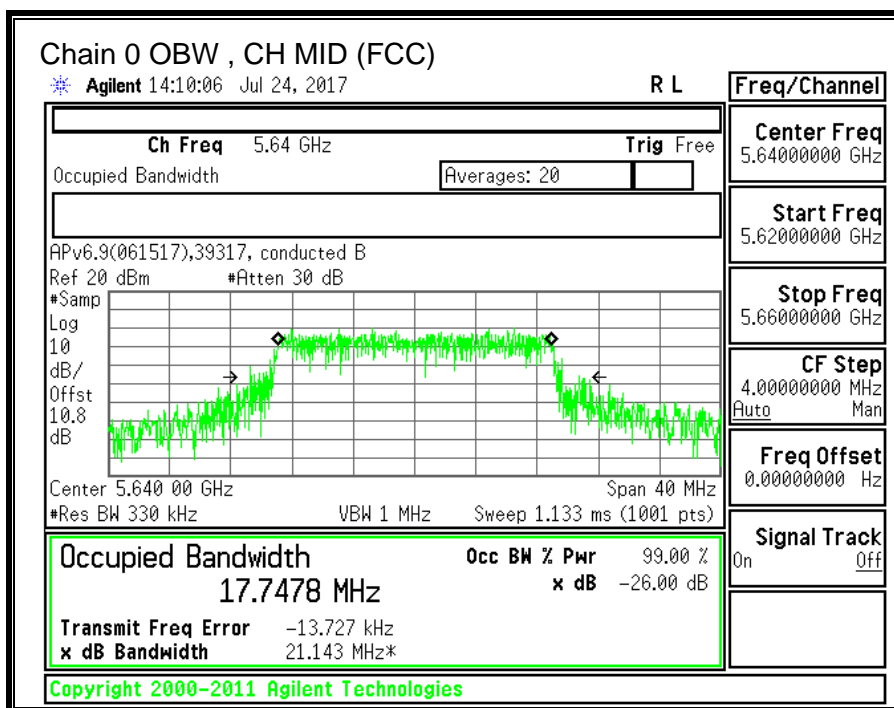 Chain 0 OBW , CH MID (FCC)
Agilent 14:10:06 Jul 24, 2017 R L
Freq/Channel
Ch Freq 5.64 GHz Trig Free
Occupied Bandwidth Averages: 20
Center Freq
5.64000000 GHz
Start Freq
5.62000000 GHz
Stop Freq
5.66000000 GHz
CF Step
4.00000000 MHz
Auto Man
Freq Offset
0.00000000 Hz
Signal Track
On Off
APv6.9(061517),39317, conducted B
Ref 20 dBm #Atten 30 dB
#Samp
Log
10
dB/
Offst
10.8
dB
Center 5.640 00 GHz Span 40 MHz
#Res BW 330 kHz VBW 1 MHz Sweep 1.133 ms (1001 pts)
Occupied Bandwidth Occ BW % Pwr 99.00 %
17.7478 MHz x dB -26.00 dB
Transmit Freq Error -13.727 kHz
x dB Bandwidth 21.143 MHz*
Copyright 2000-2011 Agilent Technologies